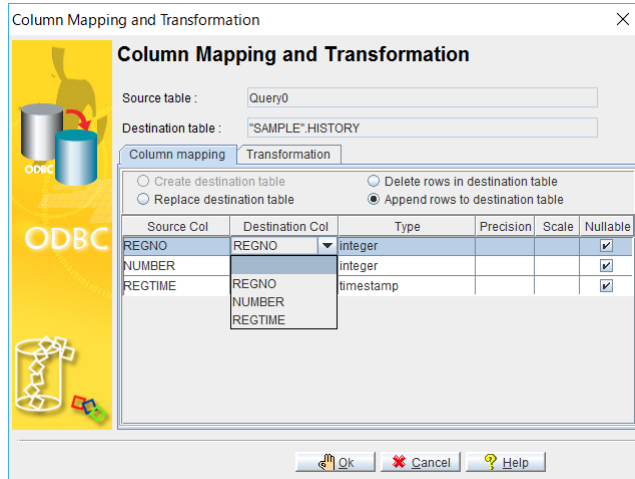 Column Mapping and Transformation
Column Mapping and Transformation
Source table : Query0
Destination table : "SAMPLE".HISTORY
Column mapping Transformation
Create destination table Delete rows in destination table
Replace destination table Append rows to destination table
Source Col Destination Col Type Precision Scale Nullable
REGNO REGNO integer
NUMBER integer
REGTIME REGNO timestamp
NUMBER
REGTIME
ODBC
ODBC
Ok Cancel Help